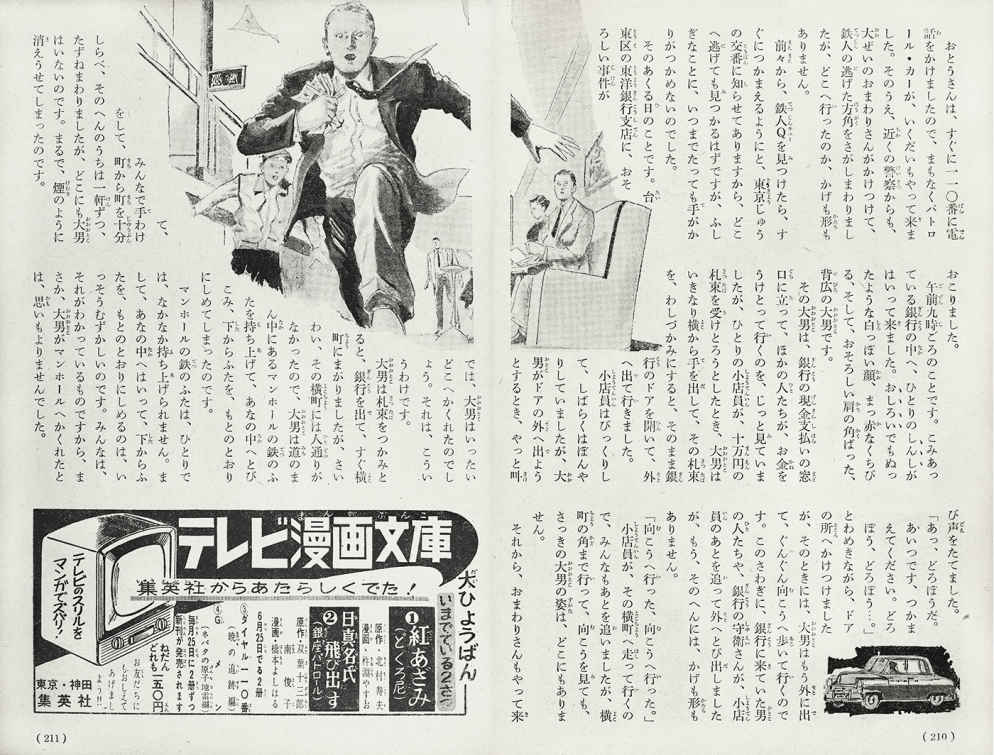 おとうさんは、すぐに一一〇番に電
話をかけましたので、まもなくパトロ
ール・カーが、いくだいもやって来ま
した。そのうえ、近くの警察からも、
大ぜいのおまわりさんがかけつけて、
鉄人の逃げた方角をさがしまわりまし
たが、どこへ行ったのか、かげも形も
ありません。
前々から、鉄人Qを見つけたら、す
ぐにつかまえるようにと、東京じゅう
の交番に知らせてありますから、どこ
へ逃げても見つかるはずですが、ふし
ぎなことに、いつまでたっても手がか
りがつかめないのでした。
そのあくる日のことです。台
東区の東洋銀行支店に、おそ
ろしい事件が
おこりました。
午前九時ごろのことです。こみあっ
ている銀行の中へ、ひとりのしんしが
はいって来ました。おしろいでもぬっ
たような白っぽい顔、まっ赤なくちび
る、そして、おそろしい肩の角ばった、
背広の大男です。
その大男は、銀行の現金支払いの窓
口に立って、ほかの人たちが、お金を
うけとって行くのを、じっと見ていま
したが、ひとりの小店員が、十万円の
札束を受けとろうとしたとき、大男は
いきなり横から手を出して、その札束
を、わしづかみにすると、そのまま銀
行のドアを開いて、外
へ出て行きました。
小店員はびっくりし
て、しばらくはぼんや
りしていましたが、大
男がドアの外へ出よう
とするとき、やっと叫
び声をたてました。
「あっ、どろぼうだ。
あいつです、つかま
えてください。どろ
ぼう、どろぼう…。」
とわめきながら、ドア
の所へかけつけました
が、そのときには、大男はもう外に出
て、ぐんぐん向こうへ歩いて行くので
す。このさわぎに、銀行に来ていた男
の人たちや、銀行の守衛さんが、小店
員のあとを追って外へとび出しました
が、もう、そのへんには、かげも形も
ありません。
「向こうへ行った、向こうへ行った。」
小店員が、その横町へ走って行くの
で、みんなもあとを追いましたが、横
町の角まで行って、向こうを見ても、
さっきの大男の姿は、どこにもありま
せん。
それから、おまわりさんもやって来
(210)
て、
みんなで手わけ
をして、町から町を十分
しらべ、そのへんのうちは一軒ずつ、
たずねまわりましたが、どこにも大男
はいないのです。まるで、煙のように
消えうせてしまったのです。
では、大男はいったい
どこへかくれたのでし
ょう。それは、こうい
うわけです。
大男は札束をつかみと
ると、銀行を出て、すぐ横
町にまがりましたが、さい
わい、その横町には人通りが
なかったので、大男は道のま
ん中にあるマンホールの鉄のふ
たを持ち上げて、あなの中へとび
こみ、下からふたを、もとのとおり
にしめてしまったのです。
マンホールの鉄のふたは、ひとりで
は、なかなか持ち上げられません。ま
して、あなの中へはいって、下からふ
たを、もとのとおりにしめるのは、い
っそうむずかしいのです。みんなは、
それがわかっているものですから、ま
さか、大男がマンホールへかくれたと
は、思いもよりませんでした。
テレビ漫画文庫
大ひょうばん
集英社からあたらしくでた!
テレビのスリルを
マンガでズバリ!
いまでている2さつ
❶紅あさみ
(どくろ尼)
❷日真名氏
飛び出す
(銀座パトロール)
6月25日でる2册
③ダイヤル一一〇番
毎月25日に2册ずつ
新刊が発売されます
ねだん
どれも一五〇円
お友だちに
もおしえて
あげましょ
う!!
東京・神田
集英社
(211)